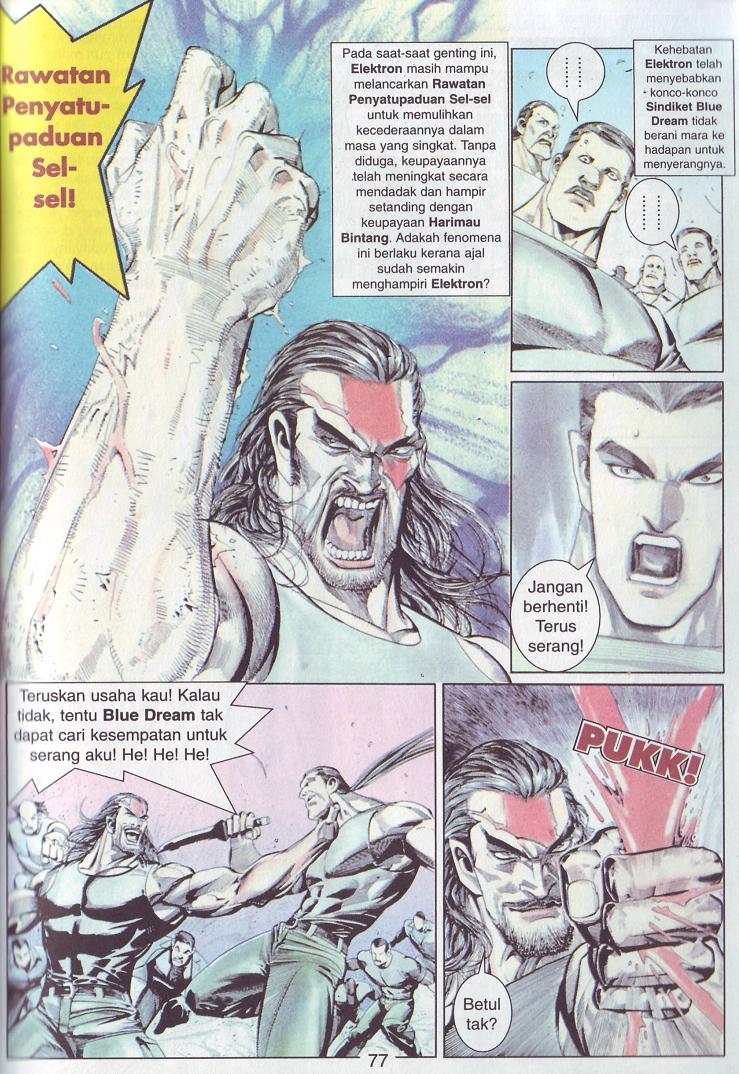 Rawatan
Penyatu-
paduan
Sel-
sel!
Pada saat-saat genting ini,
Elektron masih mampu
melancarkan Rawatan
Penyatupaduan Sel-sel
untuk memulihkan
kecederaannya dalam
masa yang singkat. Tanpa
diduga, keupayaannya
telah meningkat secara
mendadak dan hampir
setanding dengan
keupayaan Harimau
Bintang. Adakah fenomena
ini berlaku kerana ajal
sudah semakin
menghampiri Elektron?
Kehebatan
Elektron telah
menyebabkan
konco-konco
Sindiket Blue
Dream tidak
berani mara ke
hadapan untuk
menyerangnya.
Jangan
berhenti!
Terus
serang!
Teruskan usaha kau! Kalau
tidak, tentu Blue Dream tak
dapat cari kesempatan untuk
serang aku! He! He! He!
PUKK!
Betul
tak?
77